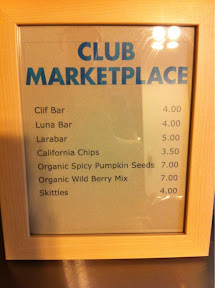 CLUB
MARKETPLACE
Clif Bar 4.00
Luna Bar 4.00
Larabar 5.00
California Chips 3.50
Organic Spicy Pumpkin Seeds 7.00
Organic Wild Berry Mix 7.00
Skittles 4.00